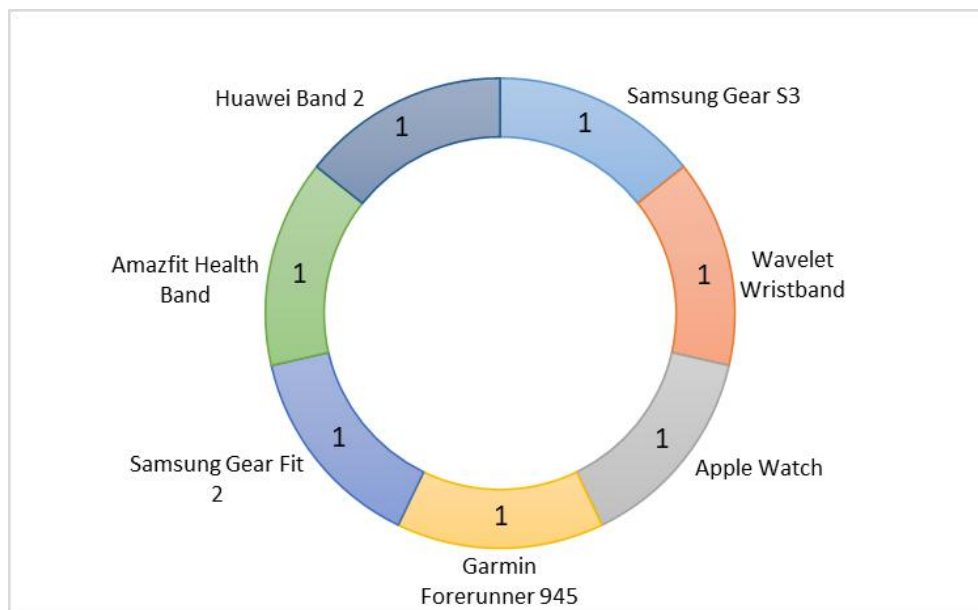 Huawei Band 2
Samsung Gear S3
1
1
Amazfit Health
Band
1
Wavelet
Wristband
1
Samsung Gear Fit
2
1
Apple Watch
1
1
Garmin
Forerunner 945